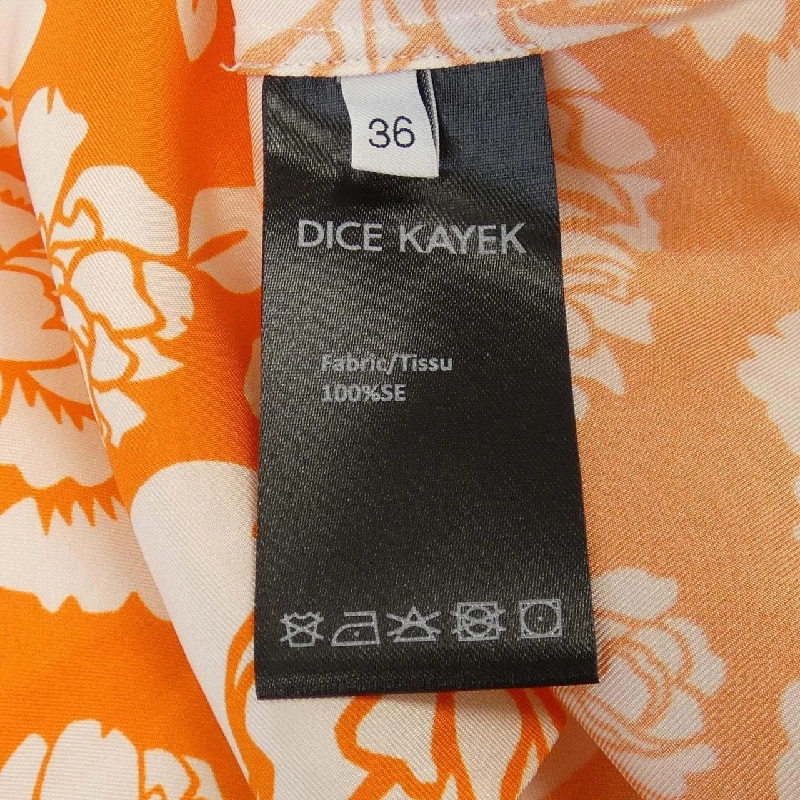 36
DICE KAYEK
Fabric/Tissu
100%SE